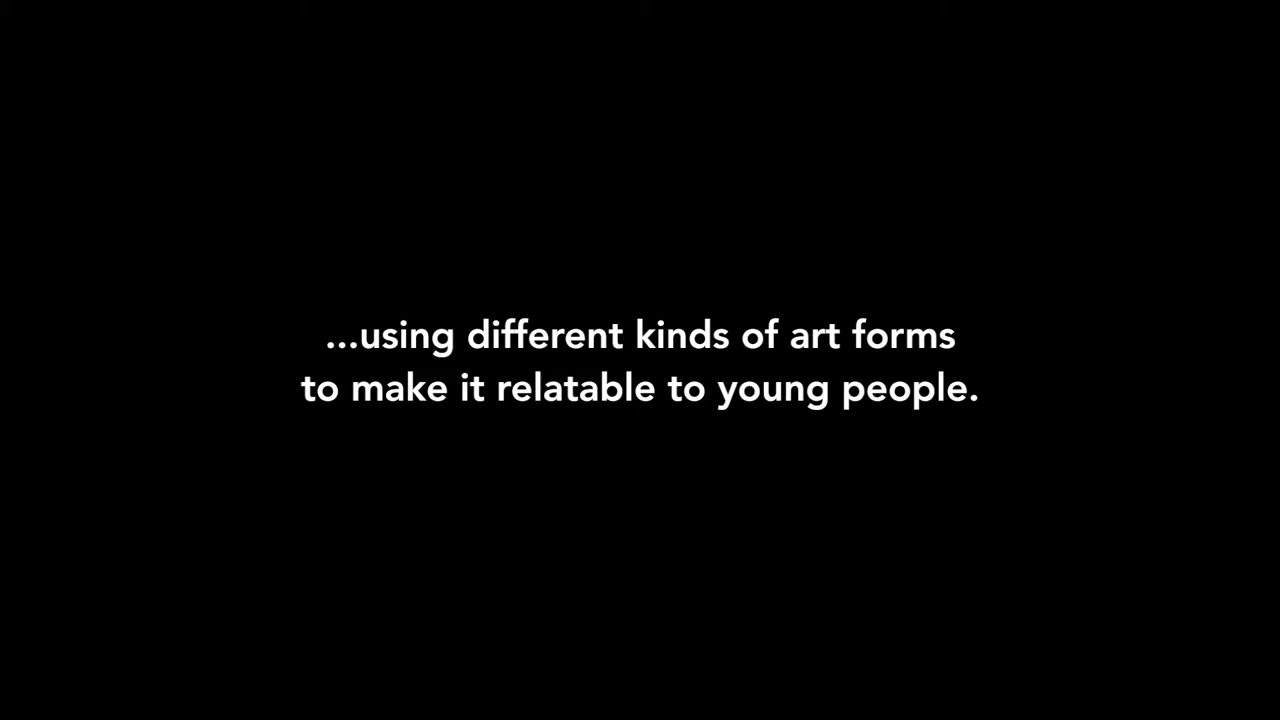 ...using different kinds of art forms
to make it relatable to young people.